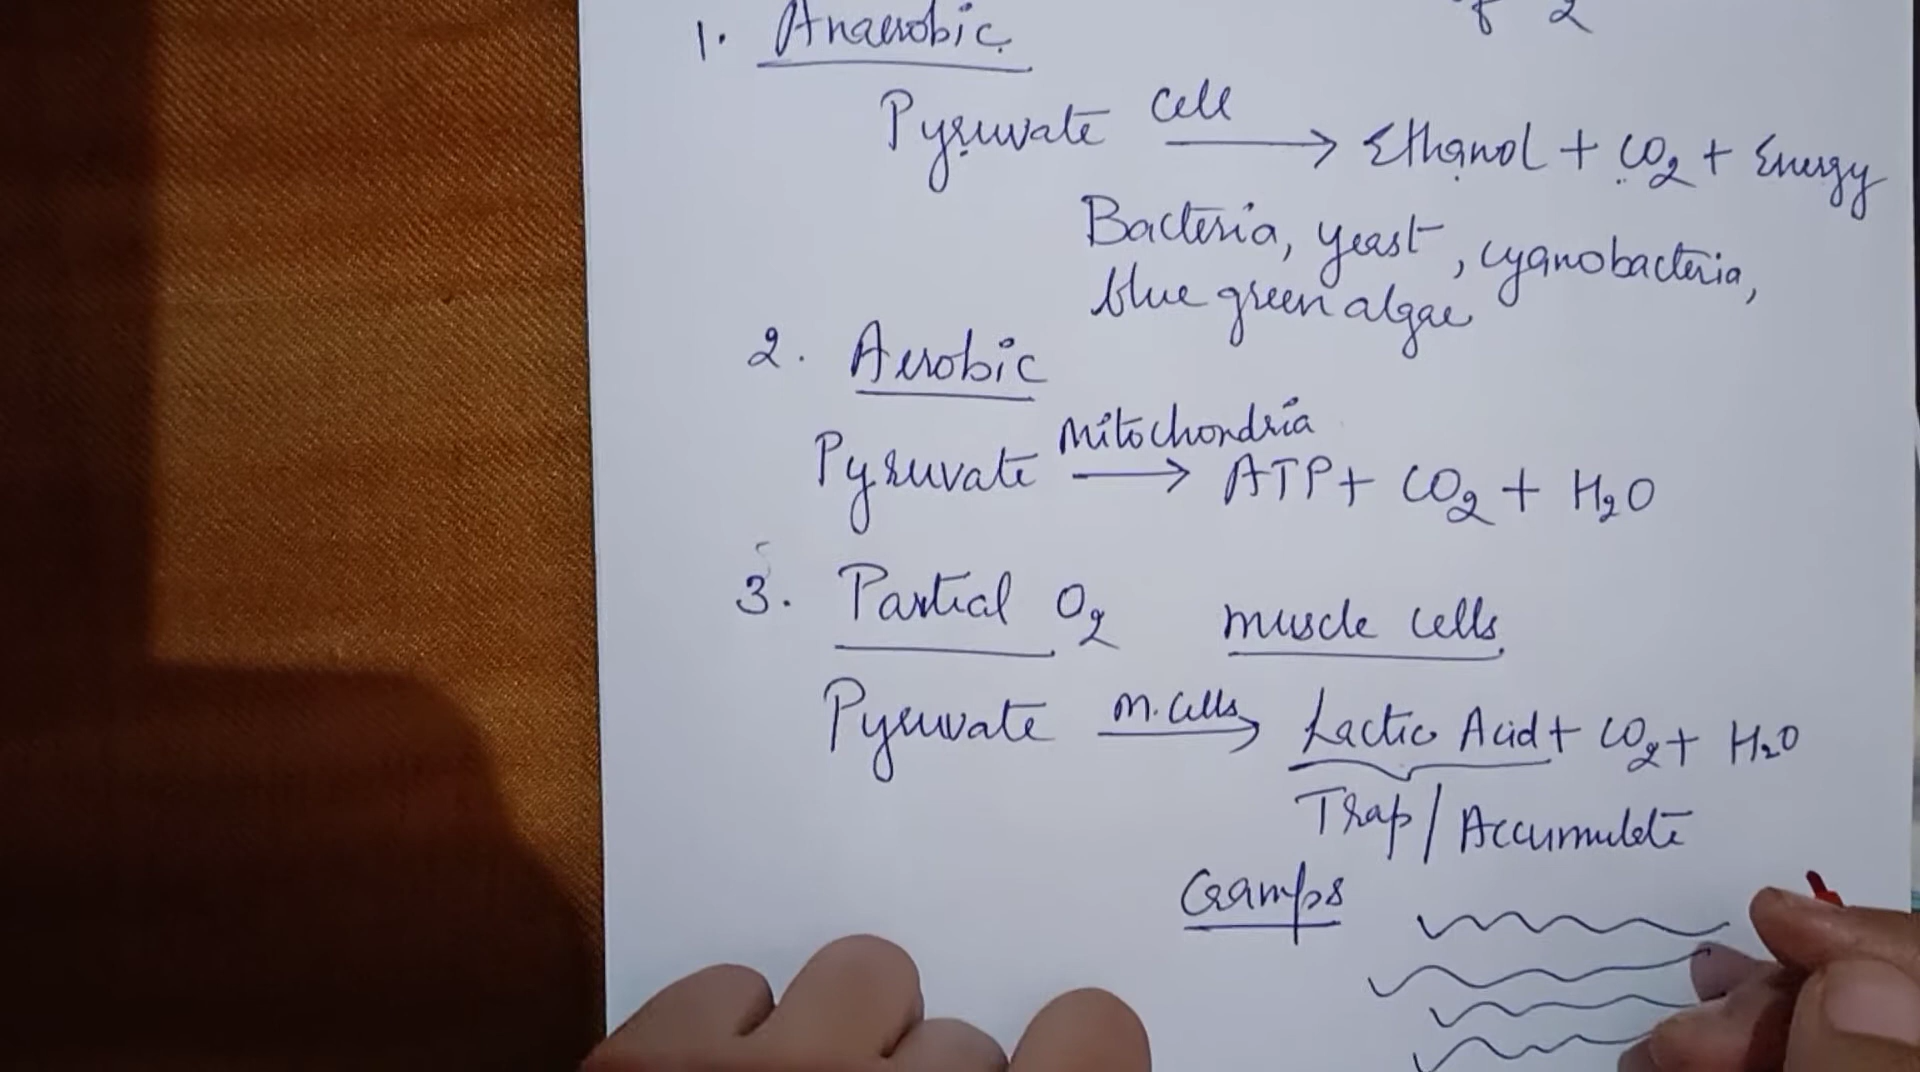 1. Anaerobic
Pyruvate cell → Ethanol + CO2 + Energy
Bacteria, yeast, cyanobacteria,
blue green algae
2. Aerobic
Pyruvate Mitochondria → ATP + CO2 + H2O
3. Partial O2 muscle cells
Pyruvate m. cells → Lactic Acid + CO2 + H2O
Trap / Accumulate
Cramps